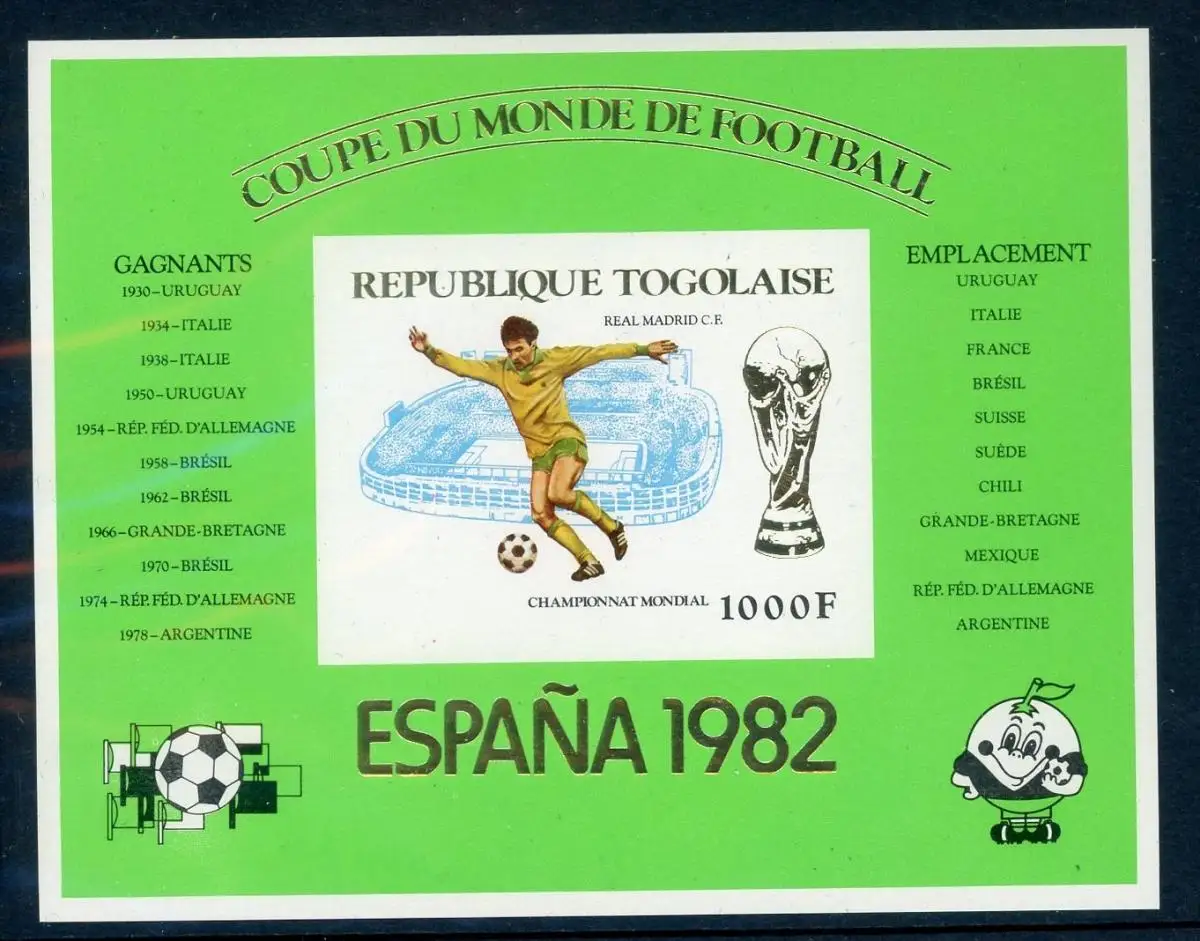 COUPE DU MONDE DE FOOTBALL
GAGNANTS
1930–URUGUAY
1934–ITALIE
1938–ITALIE
1950–URUGUAY
1954–RÉP. FÉD. D'ALLEMAGNE
1958–BRÉSIL
1962–BRÉSIL
1966–GRANDE-BRETAGNE
1970–BRÉSIL
1974–RÉP. FÉD. D'ALLEMAGNE
1978–ARGENTINE
REPUBLIQUE TOGOLAISE
REAL MADRID C.F.
CHAMPIONNAT MONDIAL 1000F
EMPLACEMENT
URUGUAY
ITALIE
FRANCE
BRÉSIL
SUISSE
SUÈDE
CHILI
GRANDE-BRETAGNE
MEXIQUE
RÉP. FÉD. D'ALLEMAGNE
ARGENTINE
ESPAÑA 1982